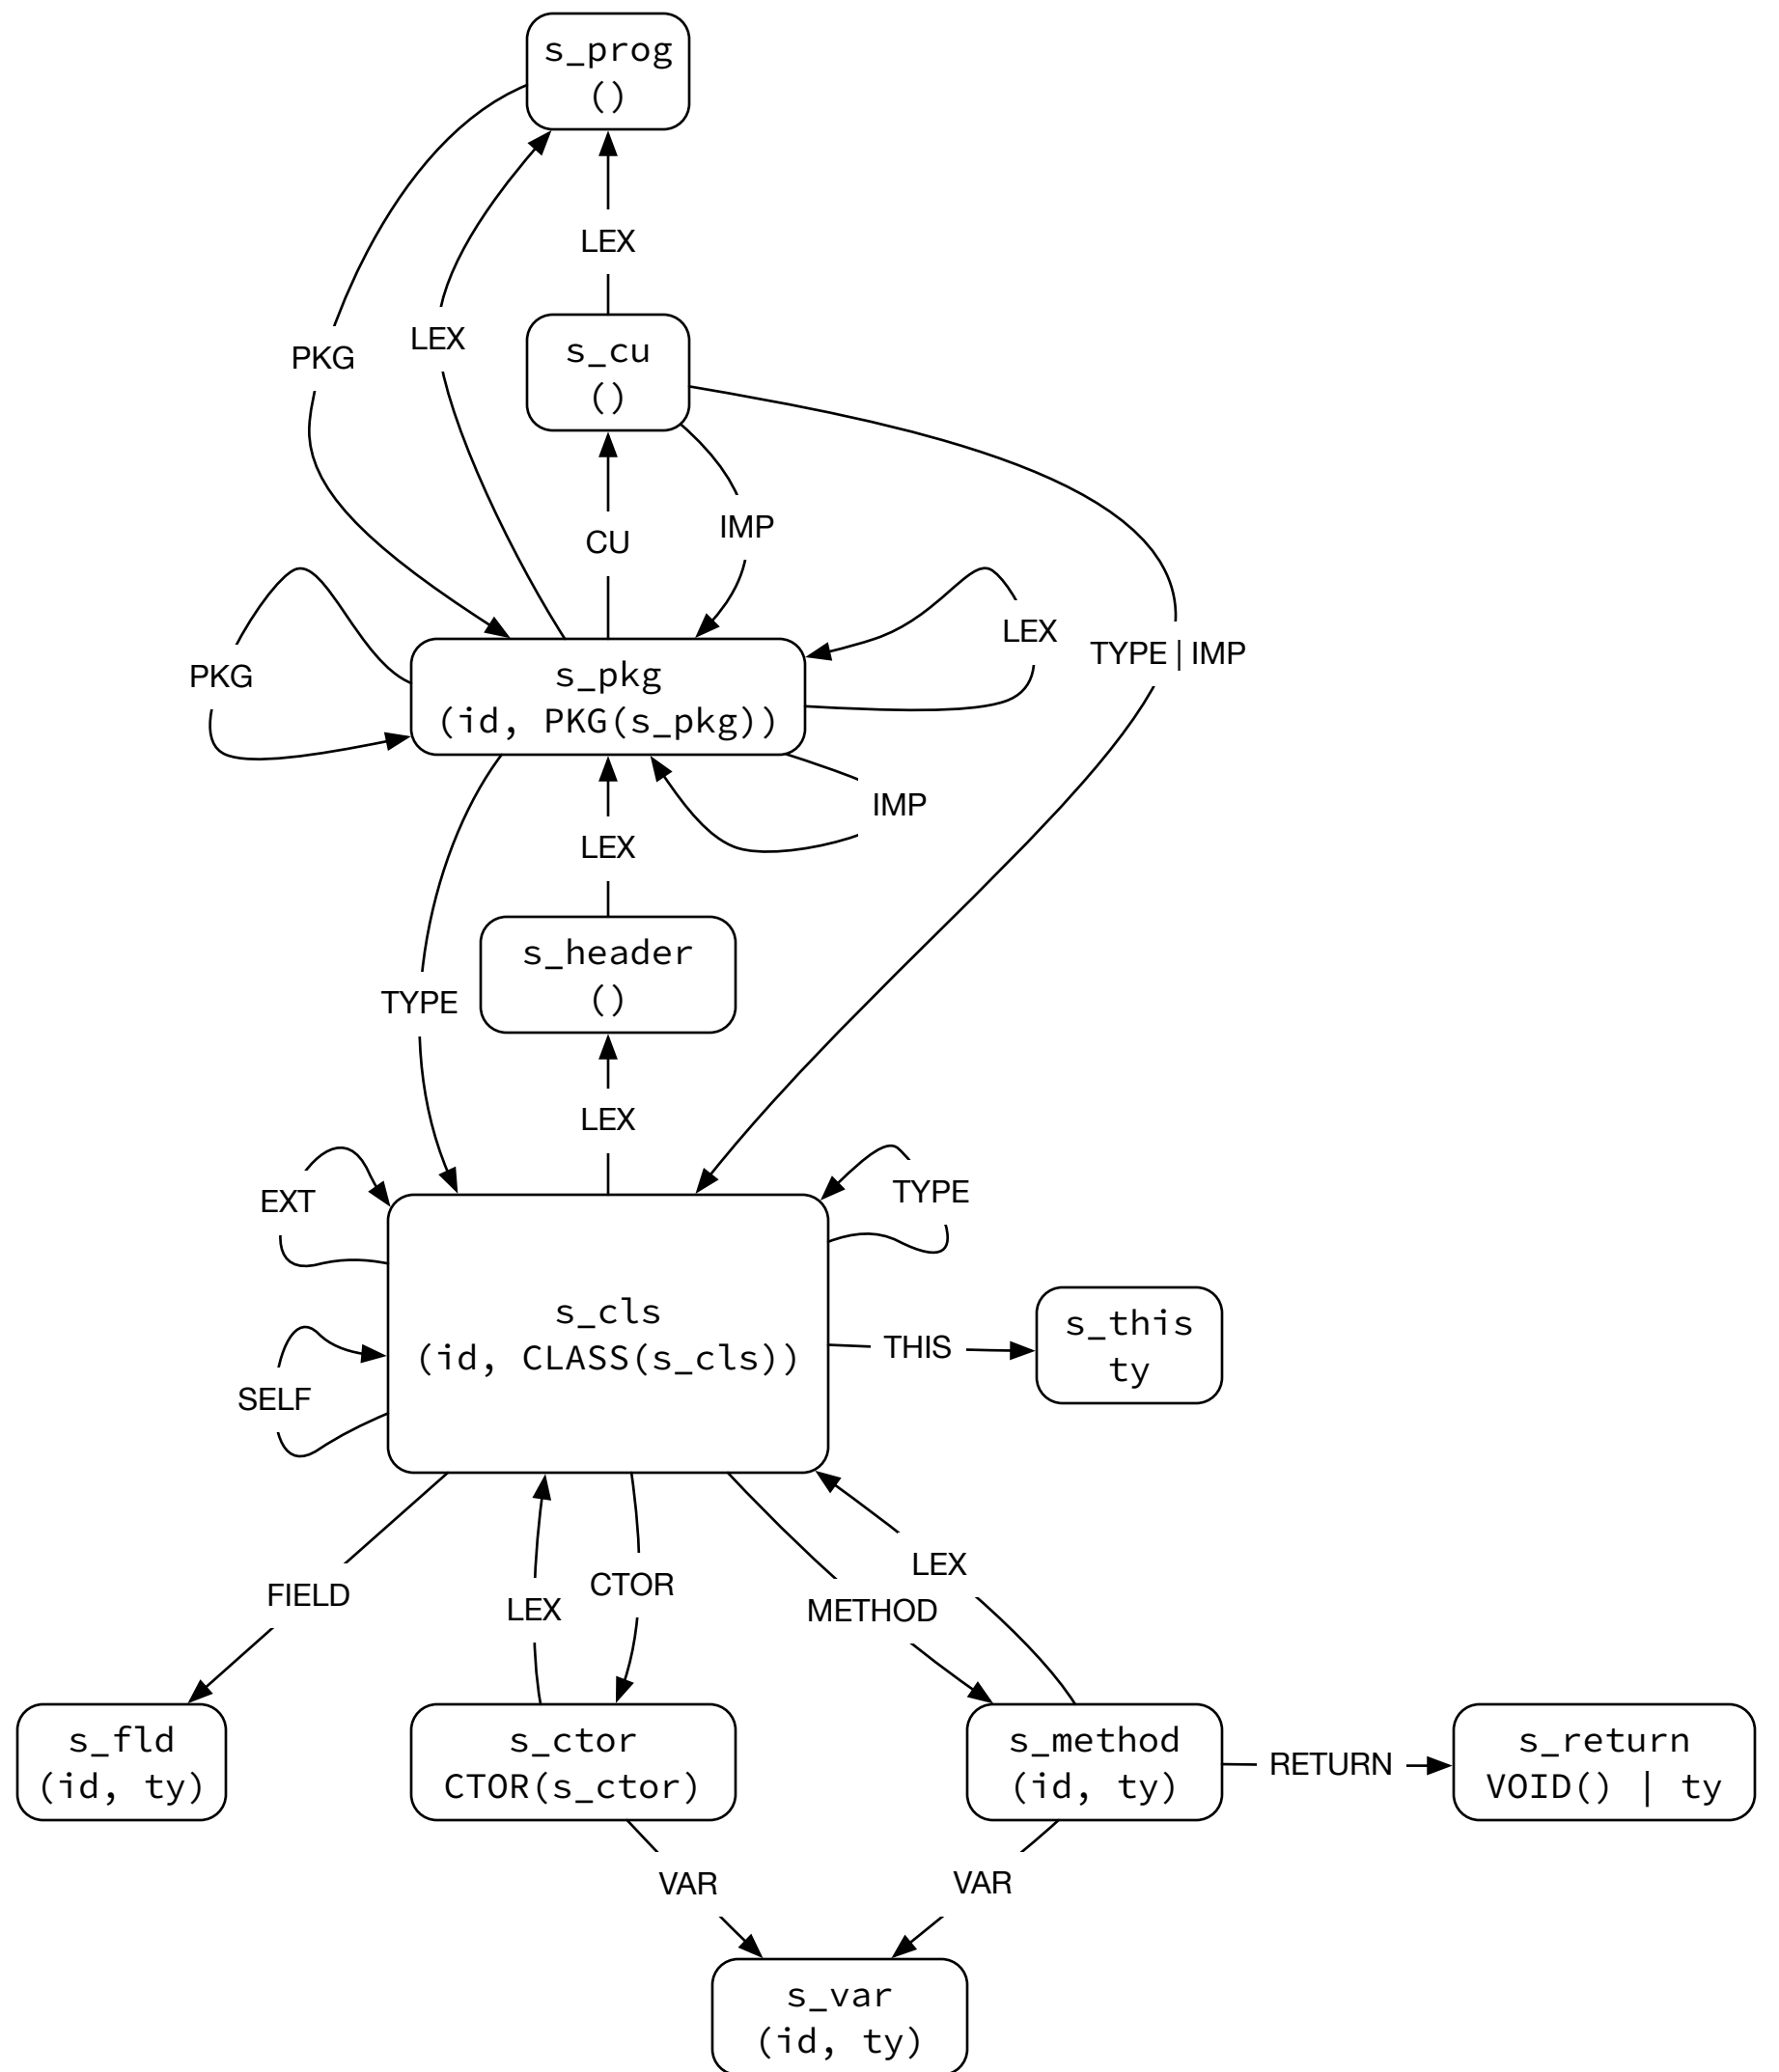 s_prog
()
LEX
PKG
LEX
s_cu
()
CU
IMP
LEX
TYPE | IMP
PKG
s_pkg
(id, PKG(s_pkg))
IMP
LEX
s_header
()
TYPE
LEX
EXT
TYPE
s_cls
(id, CLASS(s_cls))
SELF
THIS
s_this
ty
FIELD
LEX
CTOR
METHOD
LEX
s_fld
(id, ty)
s_ctor
CTOR(s_ctor)
s_method
(id, ty)
RETURN
s_return
VOID() | ty
VAR
VAR
s_var
(id, ty)